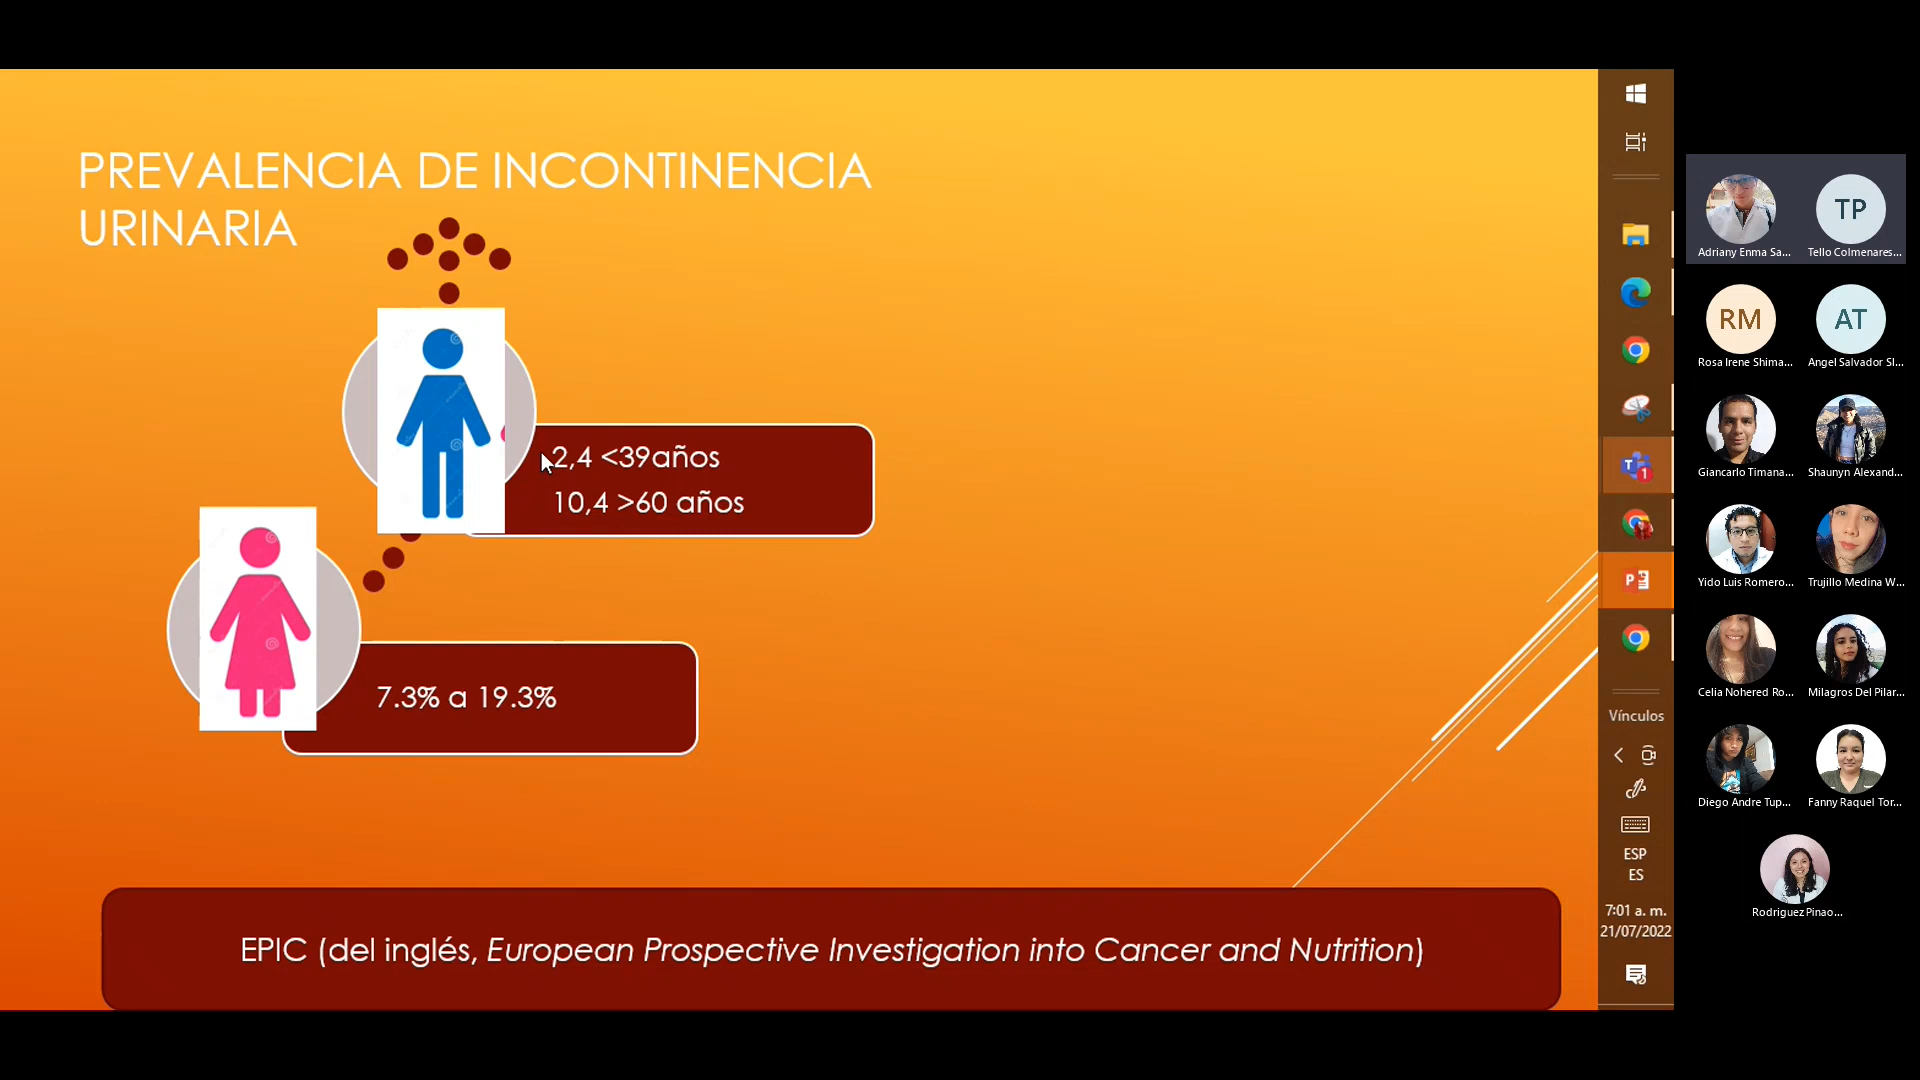 PREVALENCIA DE INCONTINENCIA
URINARIA
2,4 <39años
10,4 >60 años
7.3% a 19.3%
EPIC (del inglés, European Prospective Investigation into Cancer and Nutrition)
1
Vínculos
ESP
ES
7:01 a. m.
21/07/2022
TP
Adriany Enma Sa...
Tello Colmenares...
RM
AT
Rosa Irene Shima...
Angel Salvador Sl...
Giancarlo Timana...
Shaunyn Alexand...
Yido Luis Romero...
Trujillo Medina W...
Celia Nohered Ro...
Milagros Del Pilar...
Diego Andre Tup...
Fanny Raquel Tor...
Rodriguez Pinao...